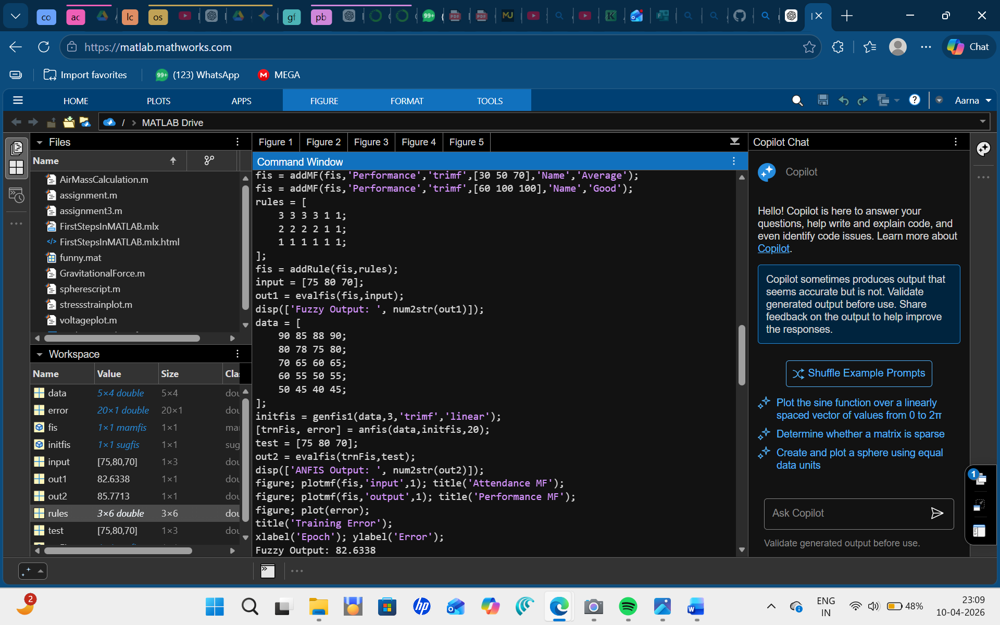 co
ac
lc
os
gf
pb
99+
MU
K
https://matlab.mathworks.com
Chat
Import favorites
99+
(123) WhatsApp
M
MEGA
HOME
PLOTS
APPS
FIGURE
FORMAT
TOOLS
?
Aarna
/ > MATLAB Drive
Files
Name
AirMassCalculation.m
assignment.m
assignment3.m
FirstStepsInMATLAB.mlx
</> FirstStepsInMATLAB.mlx.html
funny.mat
GravitationalForce.m
spherescript.m
stressstrainplot.m
voltageplot.m
Workspace
Name Value Size Cla
data 5×4 double 5×4 dou
error 20×1 double 20×1 dou
fis 1×1 mamfis 1×1 mar
initfis 1×1 sugfis 1×1 sug
input [75,80,70] 1×3 dou
out1 82.6338 1×1 dou
out2 85.7713 1×1 dou
rules 3×6 double 3×6 dou
test [75,80,70] 1×3 dou
Figure 1 Figure 2 Figure 3 Figure 4 Figure 5
Command Window
fis = addMF(fis,'Performance','trimf',[30 50 70],'Name','Average');
fis = addMF(fis,'Performance','trimf',[60 100 100],'Name','Good');
rules = [
3 3 3 3 1 1;
2 2 2 2 1 1;
1 1 1 1 1 1;
];
fis = addRule(fis,rules);
input = [75 80 70];
out1 = evalfis(fis,input);
disp(['Fuzzy Output: ', num2str(out1)]);
data = [
90 85 88 90;
80 78 75 80;
70 65 60 65;
60 55 50 55;
50 45 40 45;
];
initfis = genfis1(data,3,'trimf','linear');
[trnFis, error] = anfis(data,initfis,20);
test = [75 80 70];
out2 = evalfis(trnFis,test);
disp(['ANFIS Output: ', num2str(out2)]);
figure; plotmf(fis,'input',1); title('Attendance MF');
figure; plotmf(fis,'output',1); title('Performance MF');
figure; plot(error);
title('Training Error');
xlabel('Epoch'); ylabel('Error');
Fuzzy Output: 82.6338
Copilot Chat
Copilot
Hello! Copilot is here to answer your
questions, help write and explain code, and
even identify code issues. Learn more about
Copilot.
Copilot sometimes produces output that
seems accurate but is not. Validate
generated output before use. Share
feedback on the output to help improve
the responses.
Shuffle Example Prompts
Plot the sine function over a linearly
spaced vector of values from 0 to 2π
Determine whether a matrix is sparse
Create and plot a sphere using equal
data units
1
Ask Copilot
Validate generated output before use.
2
hp
W
ENG
IN
48%
23:09
10-04-2026